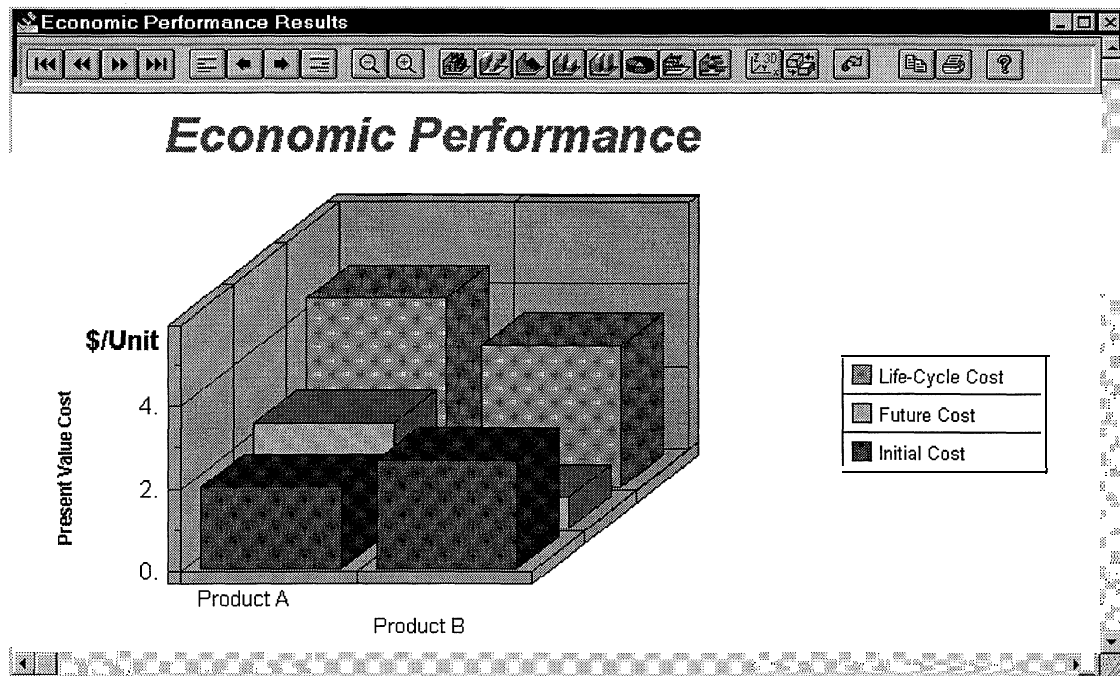 Economic Performance Results
Economic Performance
$/Unit
Present Value Cost
4.
2.
0.
Product A
Product B
Life-Cycle Cost
Future Cost
Initial Cost